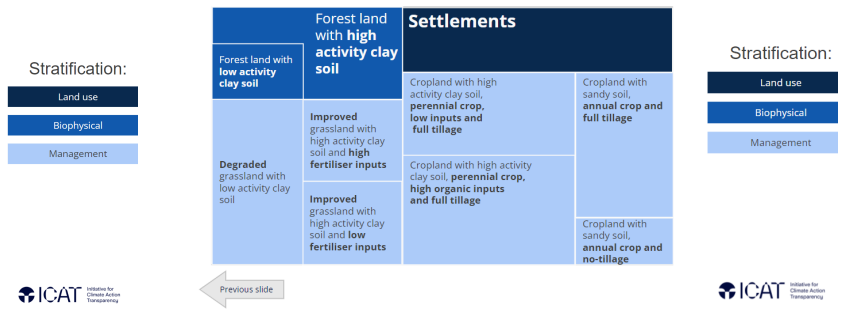 Stratification:
Land use
Biophysical
Management
ICAT
Initiative for
Climate Action
Transparency
Forest land with
low activity
clay soil
Forest land
with high
activity clay
soil
Settlements
Degraded
grassland with
low activity clay
soil
Improved
grassland with
high activity clay
soil and high
fertiliser inputs
Improved
grassland with
high activity clay
soil and low
fertiliser inputs
Cropland with high
activity clay soil,
perennial crop,
low inputs and
full tillage
Cropland with high activity
clay soil, perennial crop,
high organic inputs
and full tillage
Cropland with
sandy soil,
annual crop and
full tillage
Cropland with
sandy soil,
annual crop and
no-tillage
Previous slide
Stratification:
Land use
Biophysical
Management
ICAT
Initiative for
Climate Action
Transparency